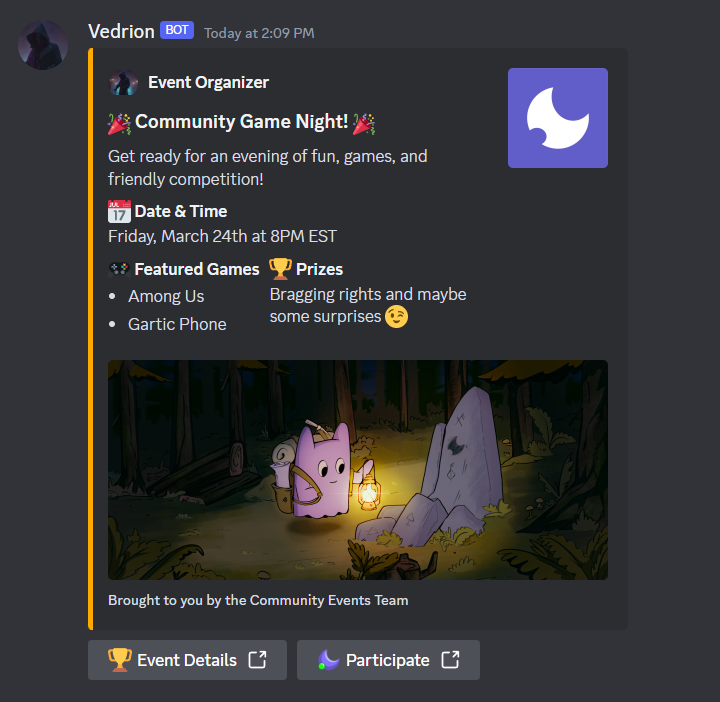 Vedrion BOT Today at 2:09 PM
Event Organizer
🎉 Community Game Night! 🎉
Get ready for an evening of fun, games, and
friendly competition!
📅 Date & Time
Friday, March 24th at 8PM EST
🎮 Featured Games
• Among Us
• Gartic Phone
🏆 Prizes
Bragging rights and maybe
some surprises 😉
Brought to you by the Community Events Team
🏆 Event Details
Participate